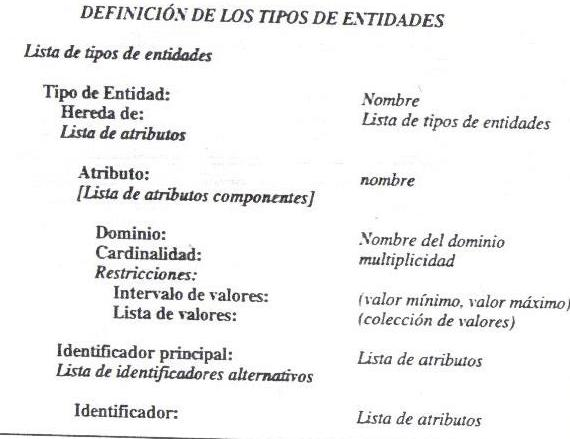 DEFINICIÓN DE LOS TIPOS DE ENTIDADES
Lista de tipos de entidades
Tipo de Entidad: Nombre
Hereda de: Lista de tipos de entidades
Lista de atributos
Atributo: nombre
[Lista de atributos componentes]
Dominio: Nombre del dominio
Cardinalidad: multiplicidad
Restricciones:
Intervalo de valores: (valor mínimo, valor máximo)
Lista de valores: (colección de valores)
Identificador principal: Lista de atributos
Lista de identificadores alternativos
Identificador: Lista de atributos